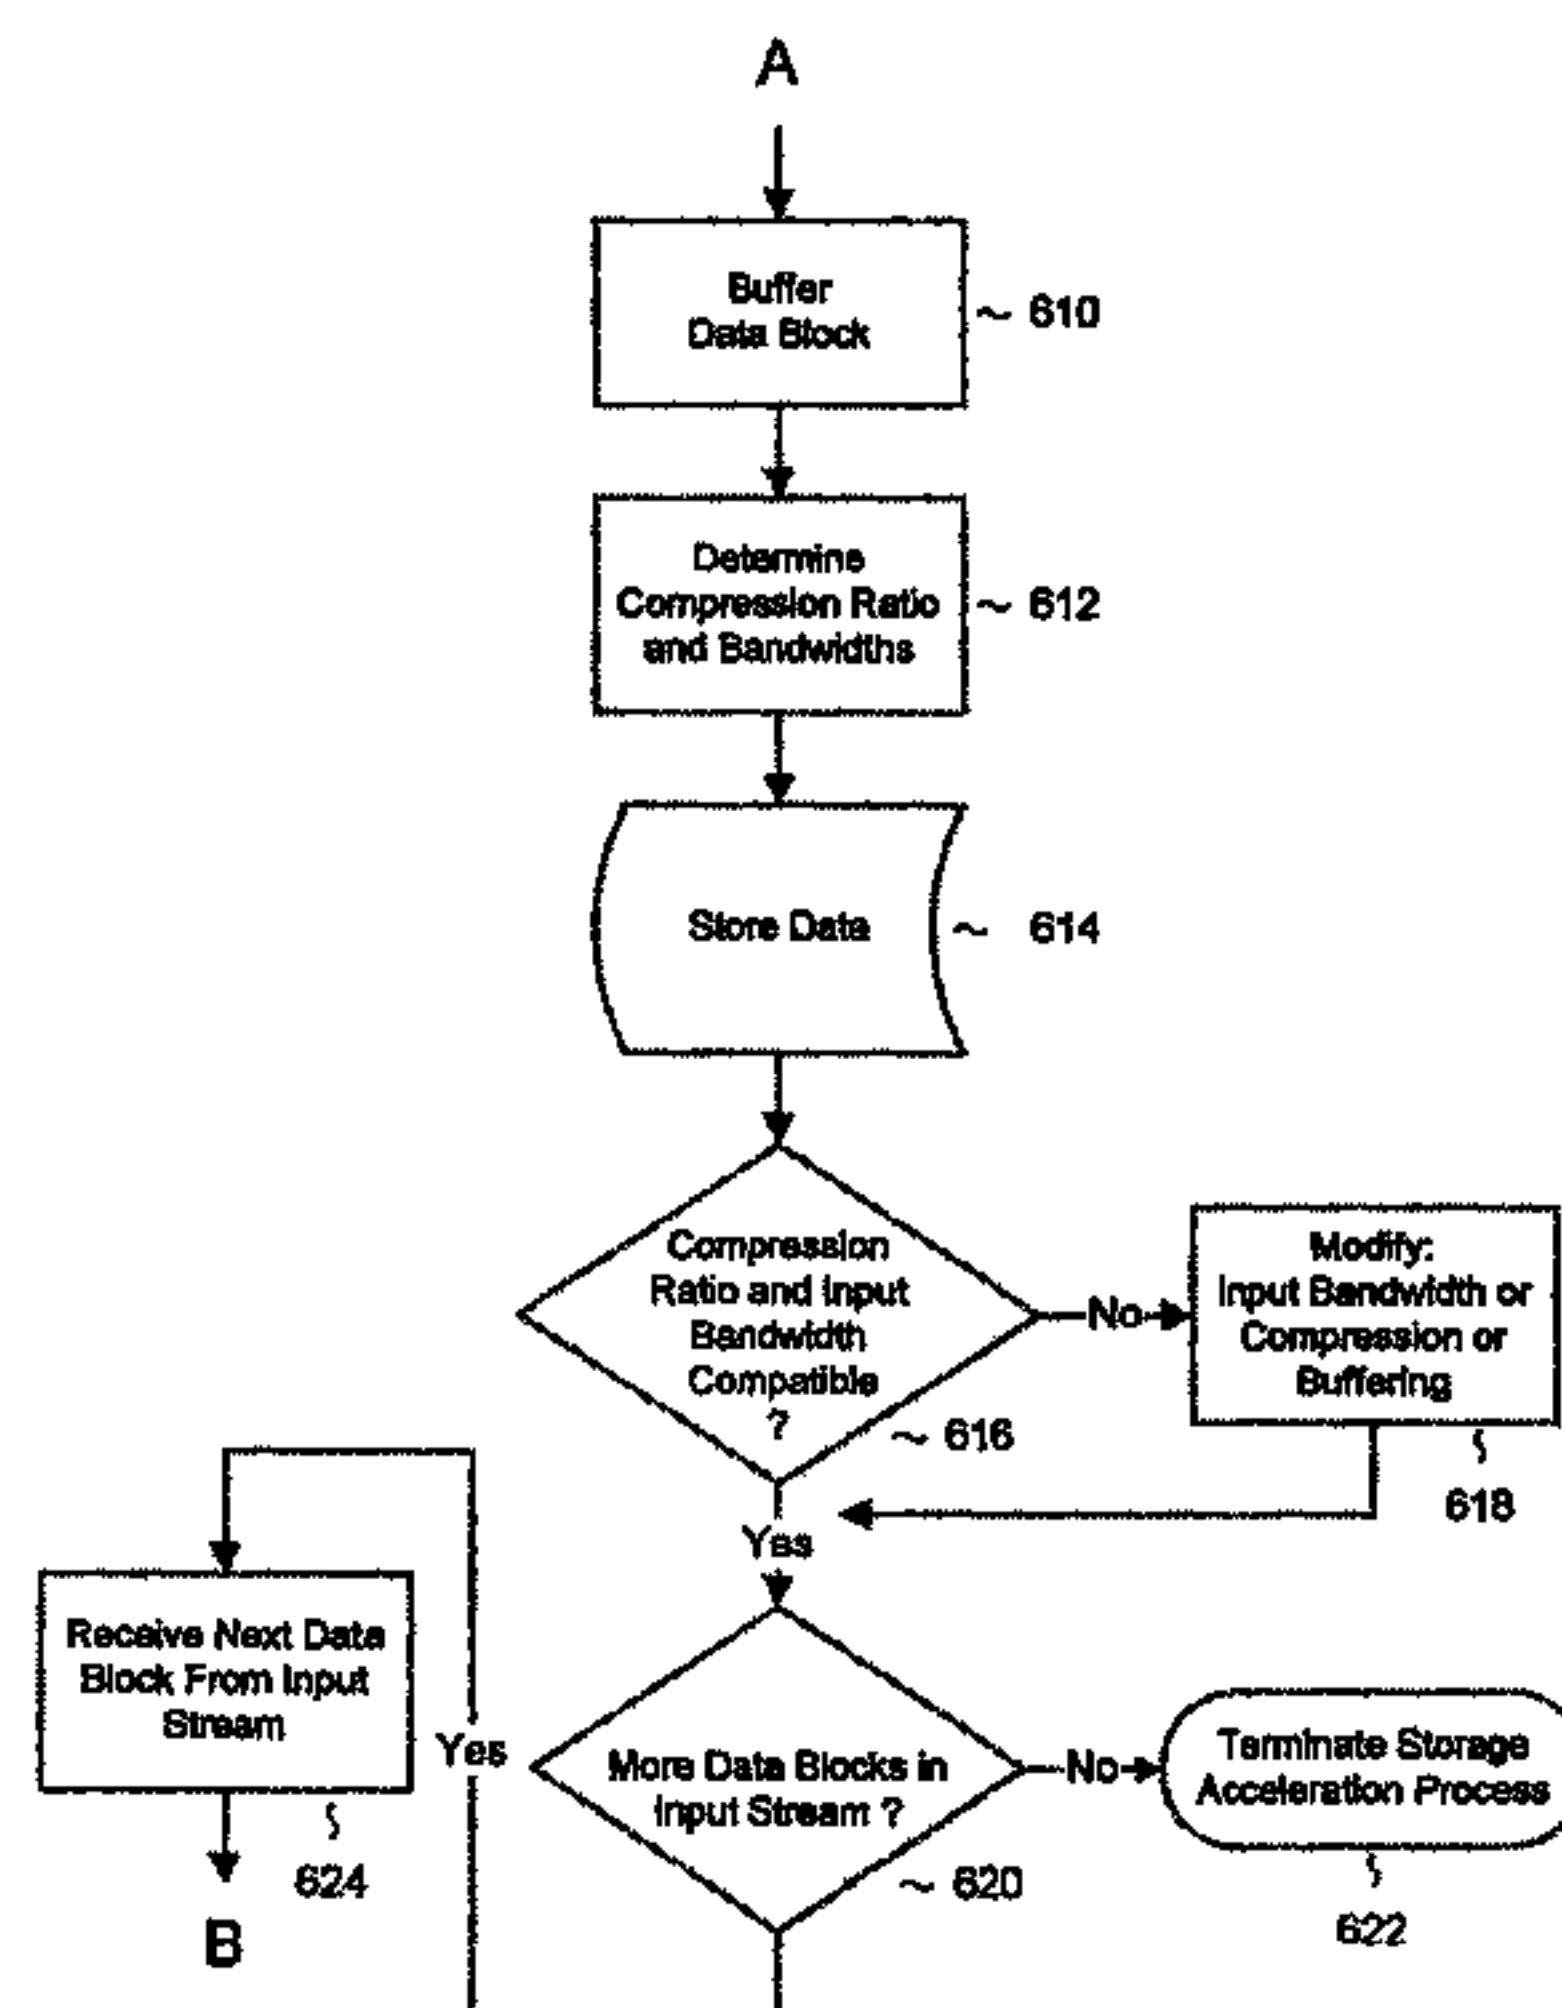 A
Buffer
Data Block
~ 610
Determine
Compression Ratio
and Bandwidths
~ 612
Store Data
~ 614
Compression
Ratio and Input
Bandwidth
Compatible
?
~ 616
No
Modify:
Input Bandwidth or
Compression or
Buffering
618
Yes
Receive Next Data
Block From Input
Stream
624
B
Yes
More Data Blocks in
Input Stream ?
~ 620
No
Terminate Storage
Acceleration Process
622